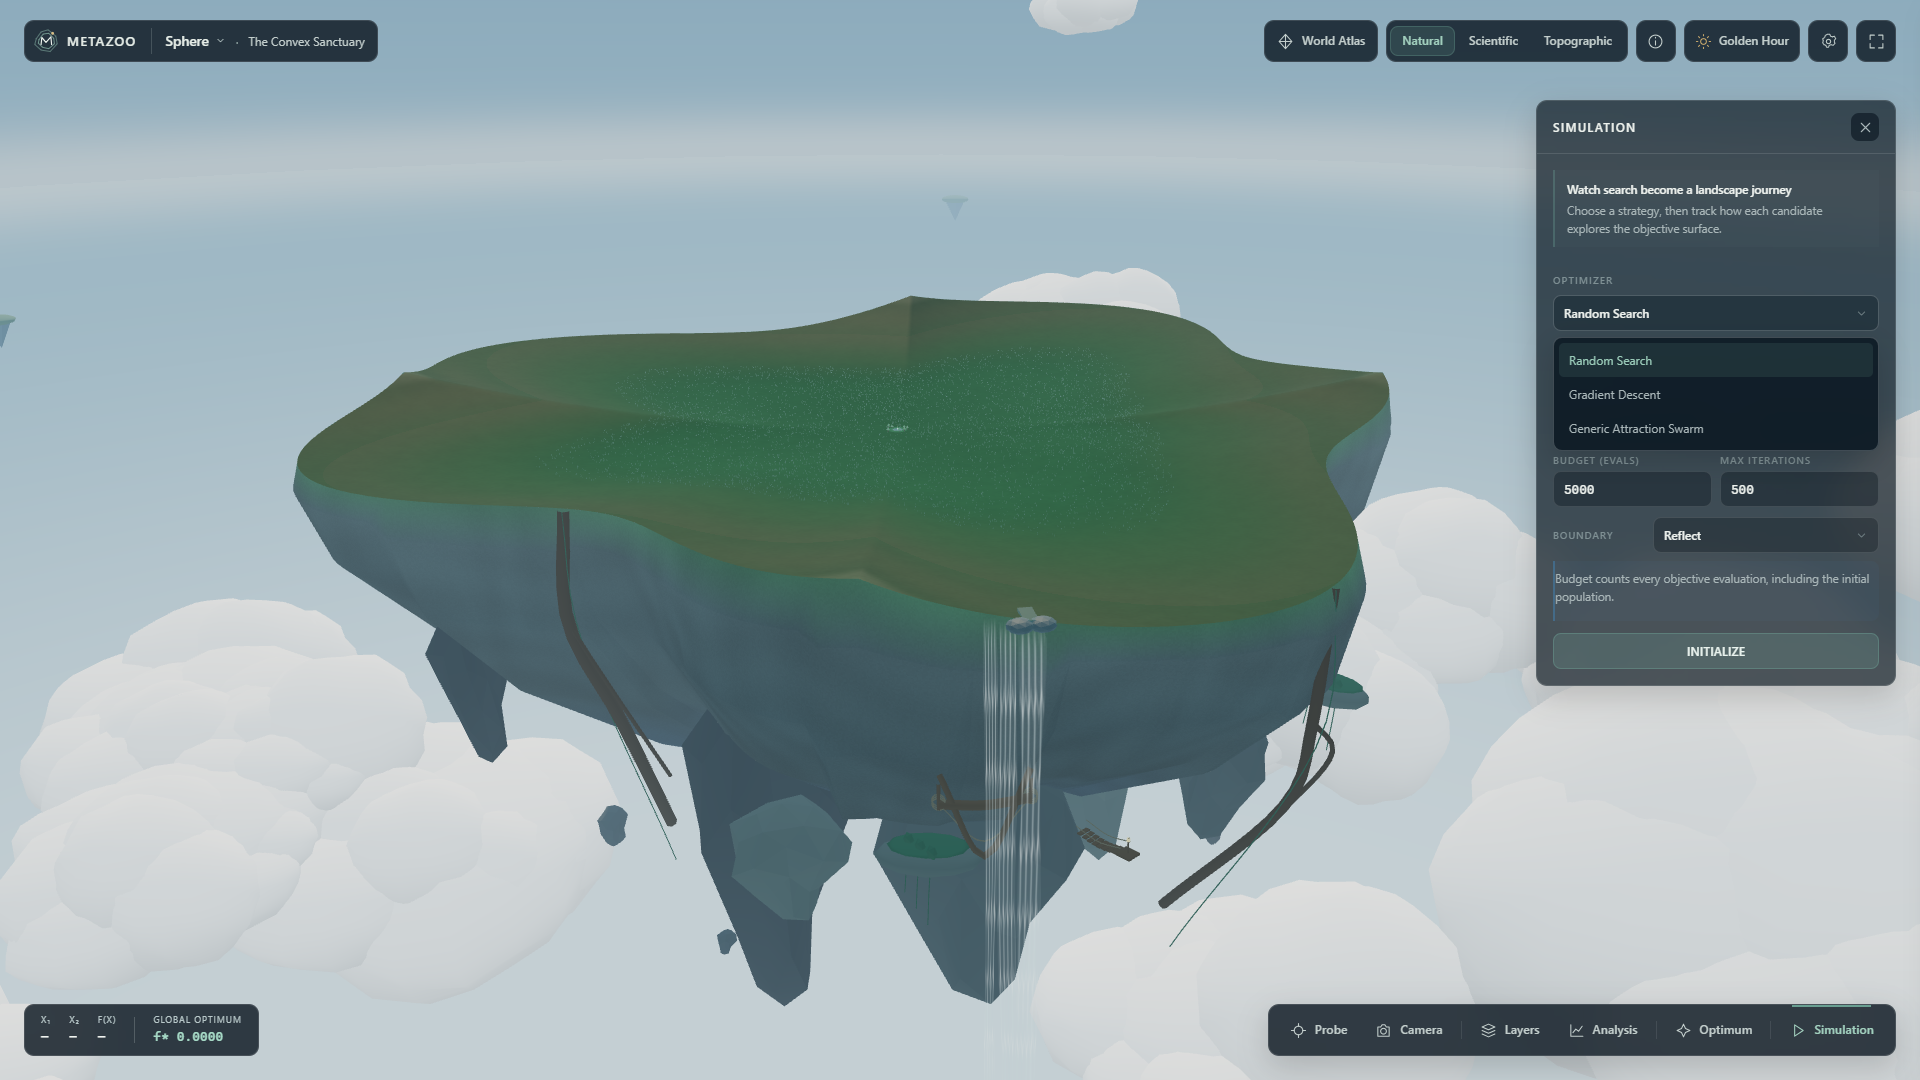 METAZOO Sphere · The Convex Sanctuary
World Atlas Natural Scientific Topographic Golden Hour
SIMULATION
Watch search become a landscape journey
Choose a strategy, then track how each candidate
explores the objective surface.
OPTIMIZER
Random Search
Random Search
Gradient Descent
Generic Attraction Swarm
BUDGET (EVALS) MAX ITERATIONS
5000 500
BOUNDARY Reflect
Budget counts every objective evaluation, including the initial
population.
INITIALIZE
X₁ X₂ F(X) GLOBAL OPTIMUM
— — — f* 0.0000
Probe Camera Layers Analysis Optimum Simulation